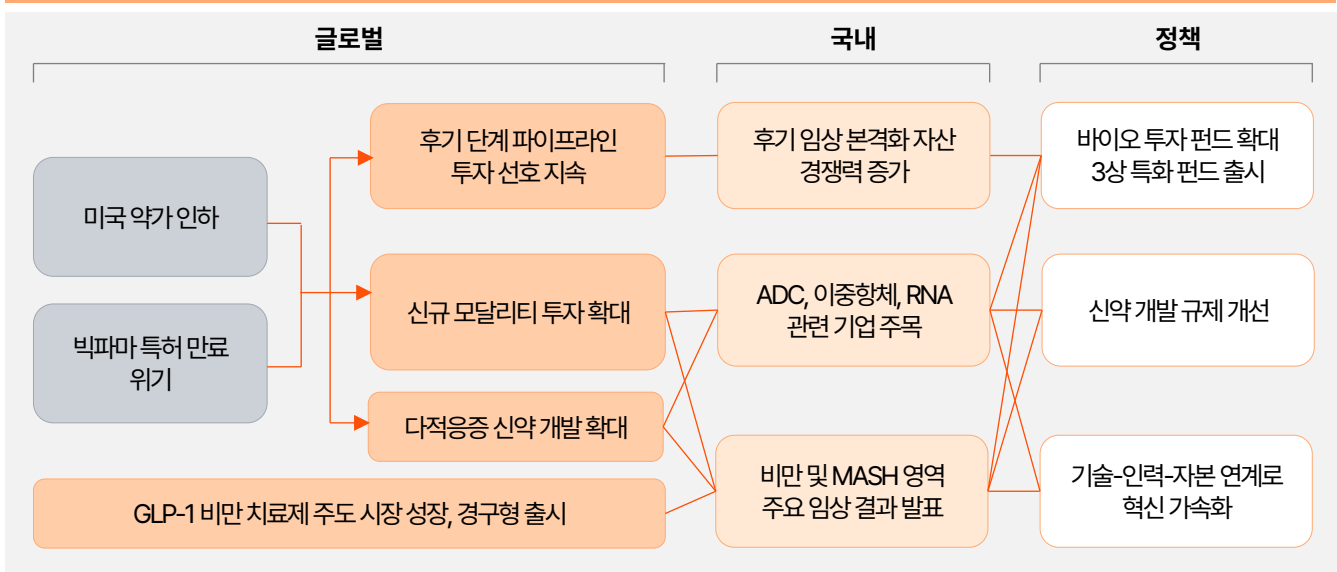 글로벌
국내
정책
미국 약가 인하
빅파마 특허 만료
위기
후기 단계 파이프라인
투자 선호 지속
신규 모달리티 투자 확대
다적응증 신약 개발 확대
GLP-1 비만 치료제 주도 시장 성장, 경구형 출시
후기 임상 본격화 자산
경쟁력 증가
ADC, 이중항체, RNA
관련 기업 주목
비만 및 MASH 영역
주요 임상 결과 발표
바이오 투자 펀드 확대
3상 특화 펀드 출시
신약 개발 규제 개선
기술-인력-자본 연계로
혁신 가속화